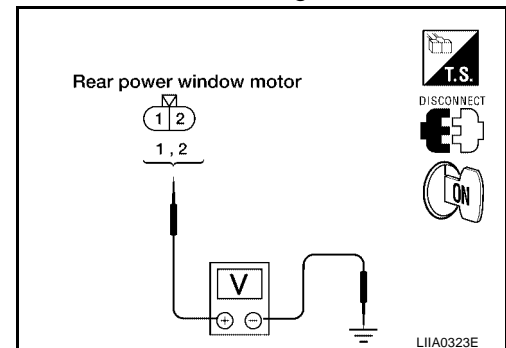 Rear power window motor
1 2
1 , 2
V
+ −
T.S.
DISCONNECT
ON
LIIA0323E